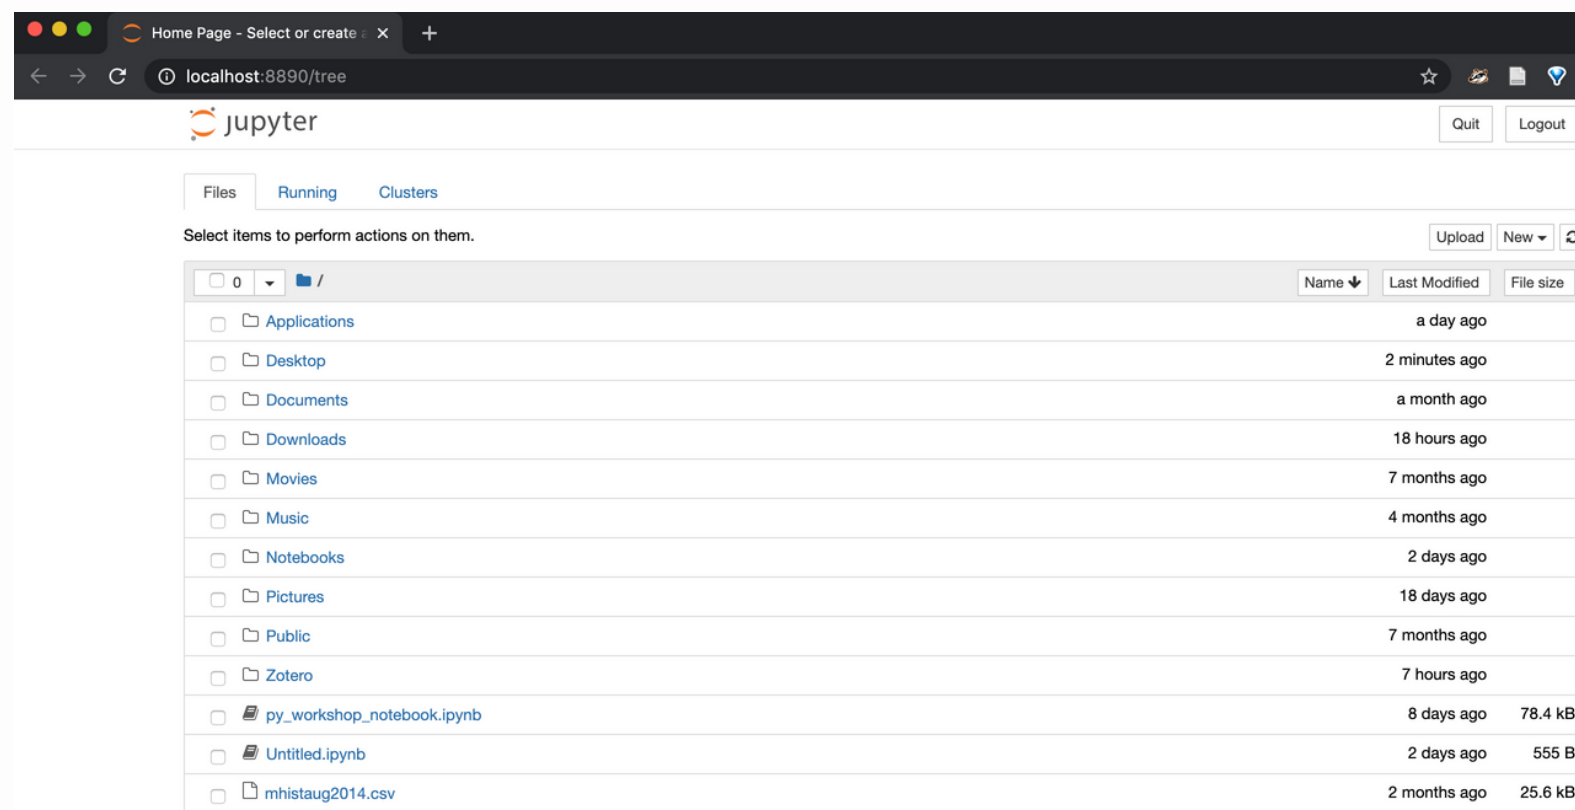 Home Page - Select or create a
localhost:8890/tree
jupyter
Quit Logout
Files Running Clusters
Select items to perform actions on them.
Upload New
0 / Name Last Modified File size
Applications a day ago
Desktop 2 minutes ago
Documents a month ago
Downloads 18 hours ago
Movies 7 months ago
Music 4 months ago
Notebooks 2 days ago
Pictures 18 days ago
Public 7 months ago
Zotero 7 hours ago
py_workshop_notebook.ipynb 8 days ago 78.4 kB
Untitled.ipynb 2 days ago 555 B
mhistaug2014.csv 2 months ago 25.6 kB